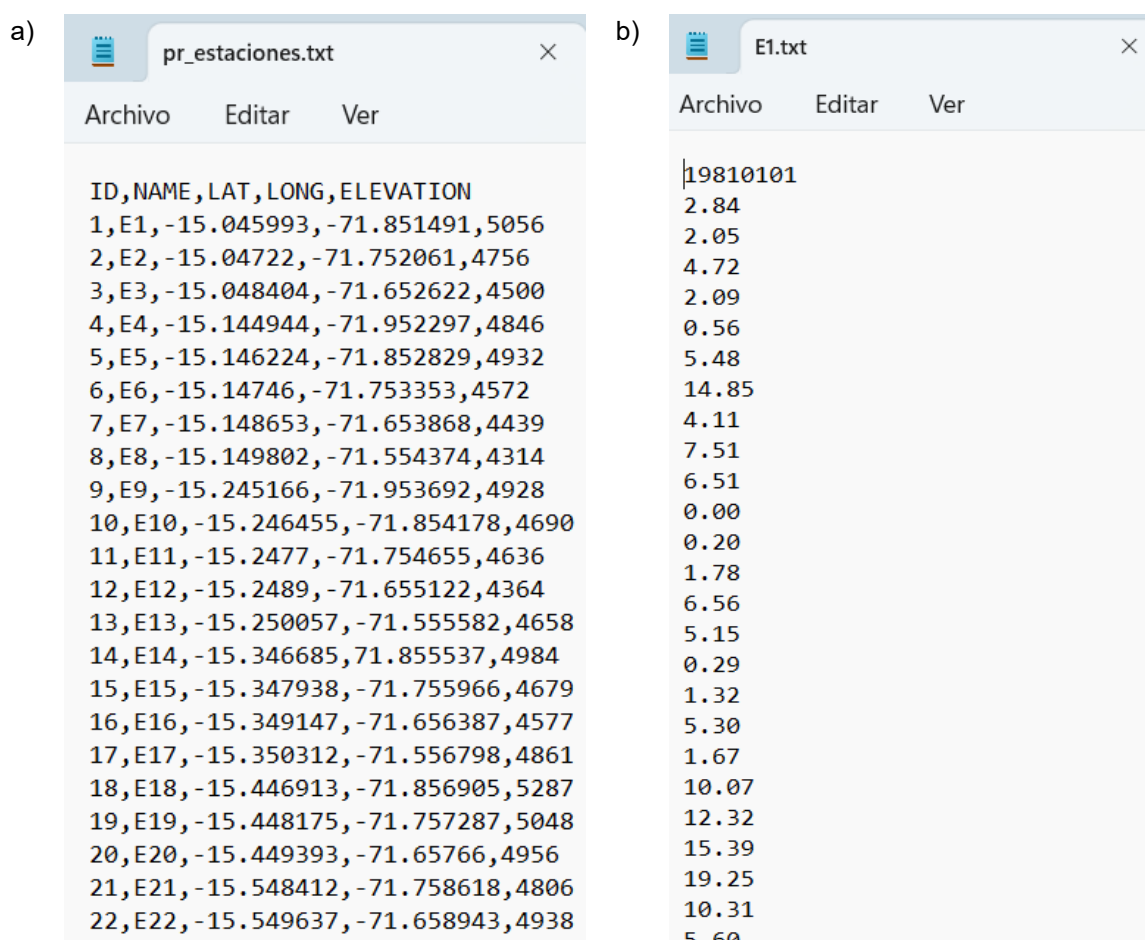 a)
pr_estaciones.txt
Archivo Editar Ver
ID,NAME,LAT,LONG,ELEVATION
1,E1,-15.045993,-71.851491,5056
2,E2,-15.04722,-71.752061,4756
3,E3,-15.048404,-71.652622,4500
4,E4,-15.144944,-71.952297,4846
5,E5,-15.146224,-71.852829,4932
6,E6,-15.14746,-71.753353,4572
7,E7,-15.148653,-71.653868,4439
8,E8,-15.149802,-71.554374,4314
9,E9,-15.245166,-71.953692,4928
10,E10,-15.246455,-71.854178,4690
11,E11,-15.2477,-71.754655,4636
12,E12,-15.2489,-71.655122,4364
13,E13,-15.250057,-71.555582,4658
14,E14,-15.346685,71.855537,4984
15,E15,-15.347938,-71.755966,4679
16,E16,-15.349147,-71.656387,4577
17,E17,-15.350312,-71.556798,4861
18,E18,-15.446913,-71.856905,5287
19,E19,-15.448175,-71.757287,5048
20,E20,-15.449393,-71.65766,4956
21,E21,-15.548412,-71.758618,4806
22,E22,-15.549637,-71.658943,4938
b)
E1.txt
Archivo Editar Ver
19810101
2.84
2.05
4.72
2.09
0.56
5.48
14.85
4.11
7.51
6.51
0.00
0.20
1.78
6.56
5.15
0.29
1.32
5.30
1.67
10.07
12.32
15.39
19.25
10.31
5.60